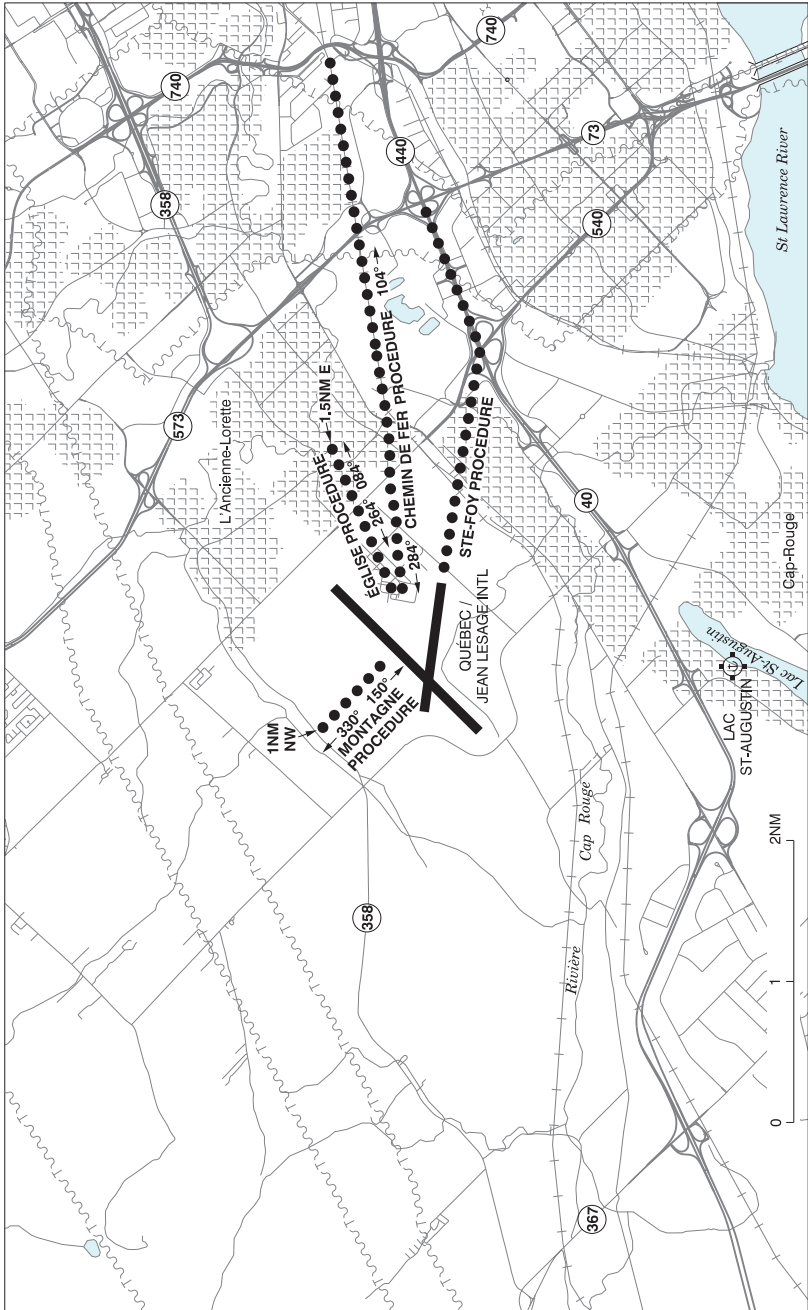 740
740
358
440
73
540
573
St Lawrence River
L'Ancienne-Lorette
104°
CHEMIN DE FER PROCEDURE
284°
1.5NM E
084°
264°
ÉGLISE PROCEDURE
STE-FOY PROCEDURE
40
Cap-Rouge
QUÉBEC /
JEAN LESAGE INTL
1NM
NW
330° 150°
MONTAGNE
PROCEDURE
Lac St-Augustin
C
LAC
ST-AUGUSTIN
358
Rivière
Cap Rouge
367
0
1
2NM